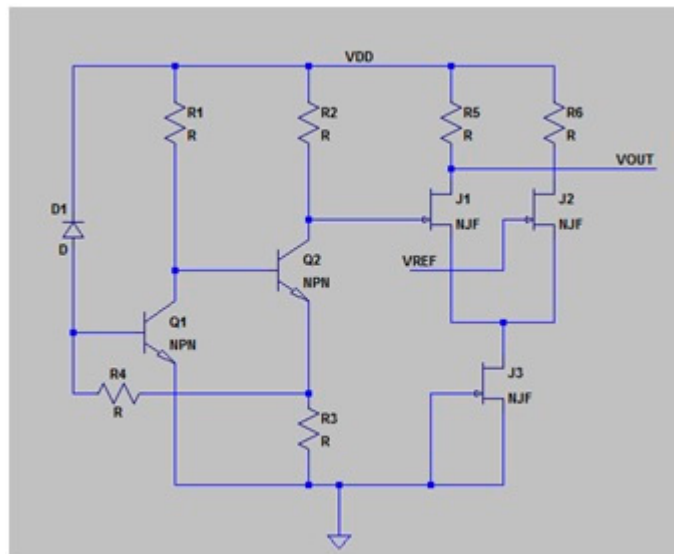 VDD
R1
R
R2
R
R5
R
R6
R
VOUT
D1
D
J1
NJF
J2
NJF
Q2
NPN
VREF
Q1
NPN
R4
R
R3
R
J3
NJF